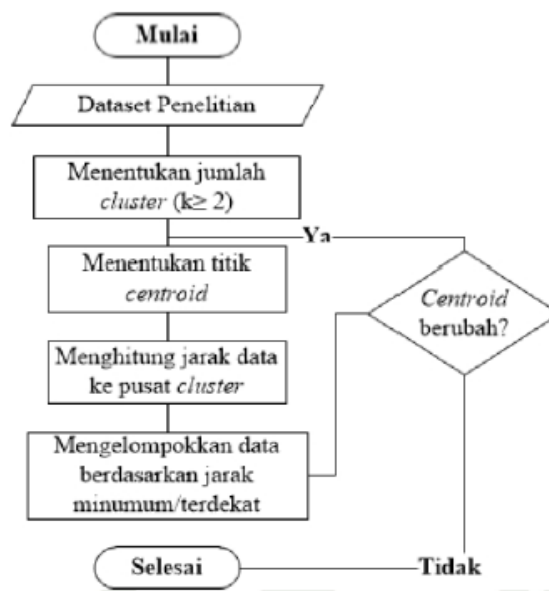 Mulai
Dataset Penelitian
Menentukan jumlah
cluster (k≥ 2)
Ya
Menentukan titik
centroid
Centroid
berubah?
Menghitung jarak data
ke pusat cluster
Mengelompokkan data
berdasarkan jarak
minumum/terdekat
Selesai
Tidak